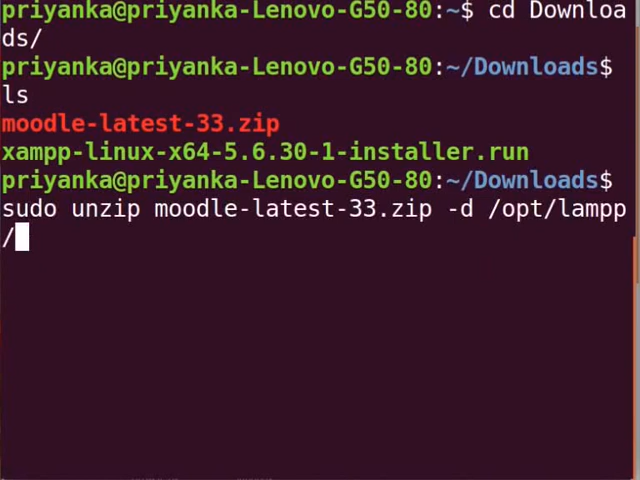 priyanka@priyanka-Lenovo-G50-80:~$ cd Downloa
ds/
priyanka@priyanka-Lenovo-G50-80:~/Downloads$
ls
moodle-latest-33.zip
xampp-linux-x64-5.6.30-1-installer.run
priyanka@priyanka-Lenovo-G50-80:~/Downloads$
sudo unzip moodle-latest-33.zip -d /opt/lampp
/